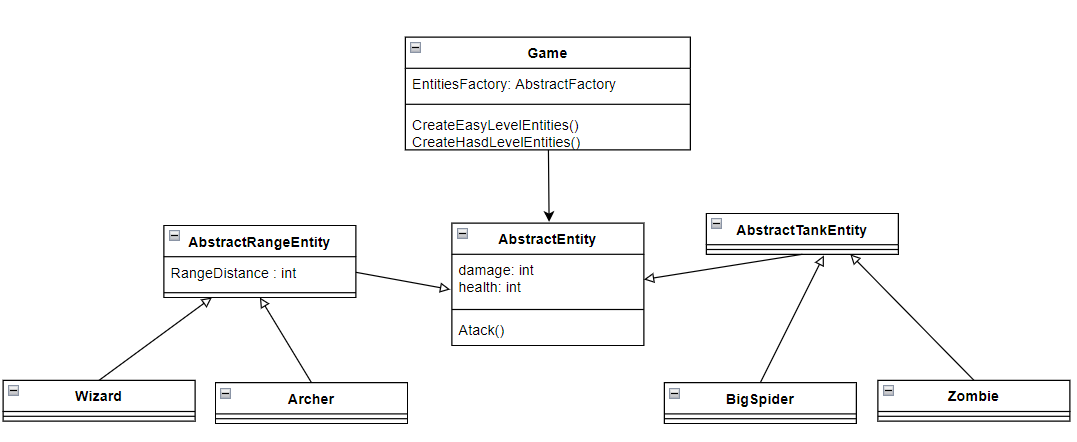 Game
EntitiesFactory: AbstractFactory
CreateEasyLevelEntities()
CreateHasdLevelEntities()
AbstractRangeEntity
RangeDistance : int
AbstractEntity
damage: int
health: int
Atack()
AbstractTankEntity
Wizard
Archer
BigSpider
Zombie